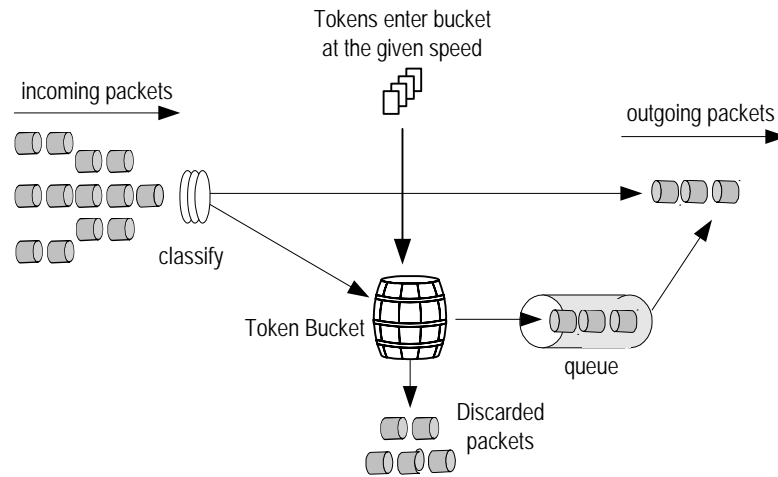 Tokens enter bucket
at the given speed
incoming packets
outgoing packets
classify
Token Bucket
queue
Discarded
packets